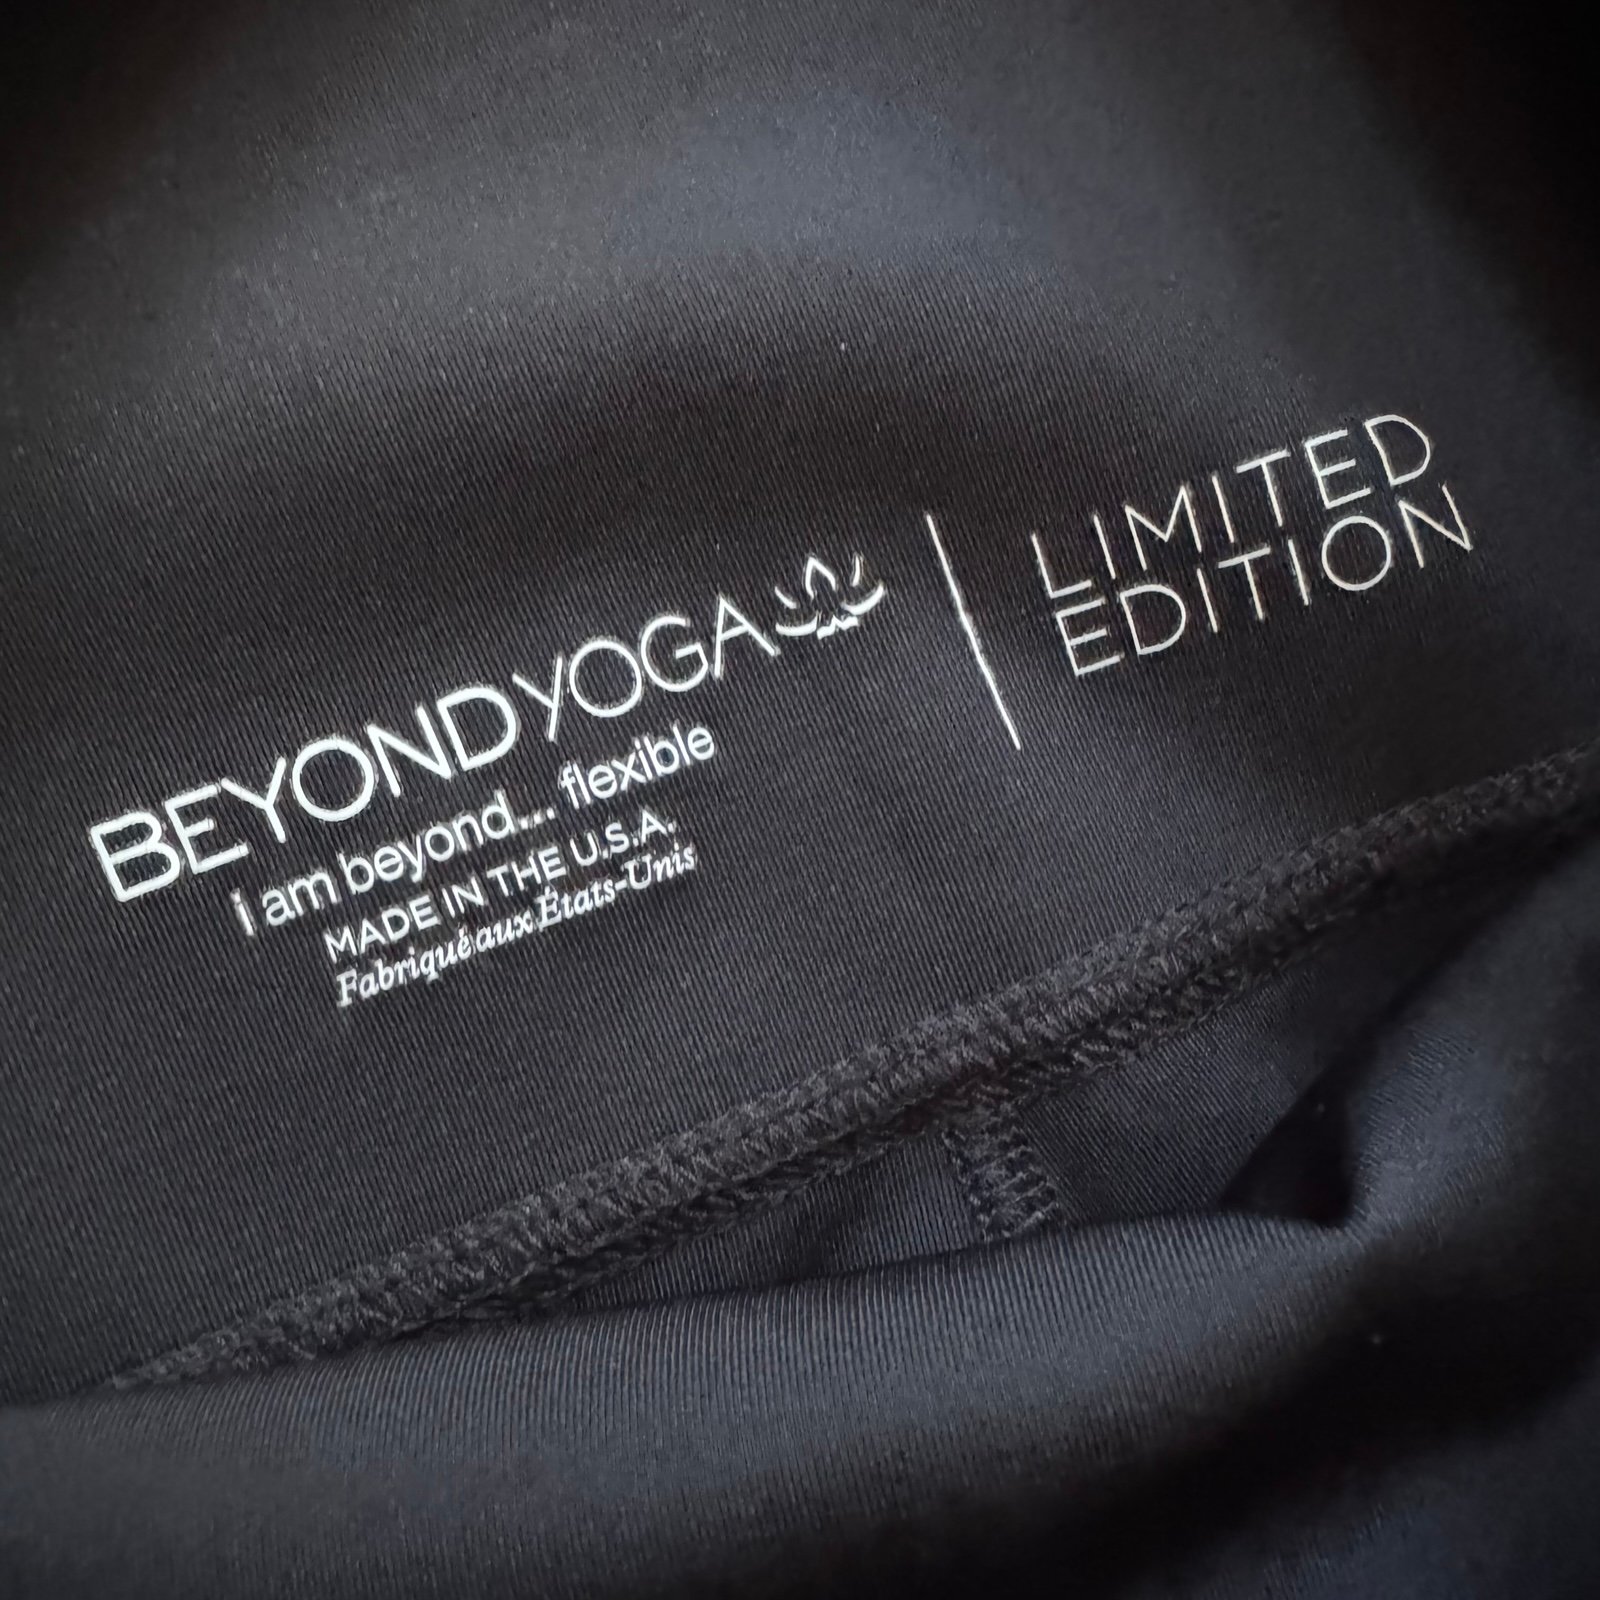 BEYOND YOGA
i am beyond... flexible
MADE IN THE U.S.A.
Fabriqué aux États-Unis
LIMITED
EDITION